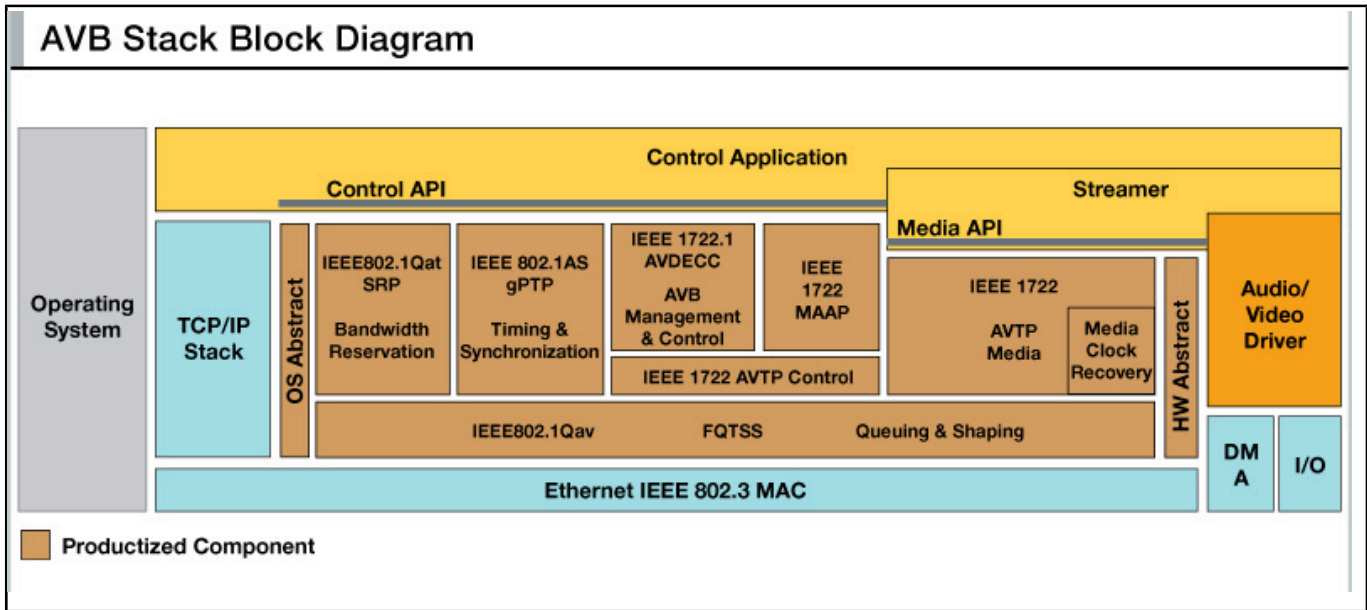 AVB Stack Block Diagram
Control Application
Control API
Streamer
Media API
Operating
System
TCP/IP
Stack
OS Abstract
IEEE802.1Qat
SRP
Bandwidth
Reservation
IEEE 802.1AS
gPTP
Timing &
Synchronization
IEEE 1722.1
AVDECC
AVB
Management
& Control
IEEE
1722
MAAP
IEEE 1722 AVTP Control
IEEE 1722
AVTP
Media
Media
Clock
Recovery
HW Abstract
Audio/
Video
Driver
IEEE802.1Qav FQTSS Queuing & Shaping
DM
A
I/O
Ethernet IEEE 802.3 MAC
Productized Component